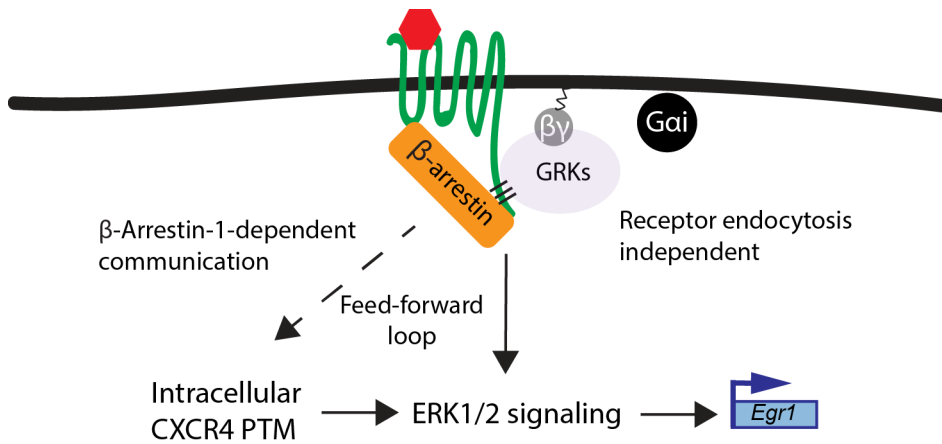 βγ
Gαi
GRKs
β-arrestin
β-Arrestin-1-dependent
communication
Receptor endocytosis
independent
Feed-forward
loop
Intracellular
CXCR4 PTM
ERK1/2 signaling
Egr1